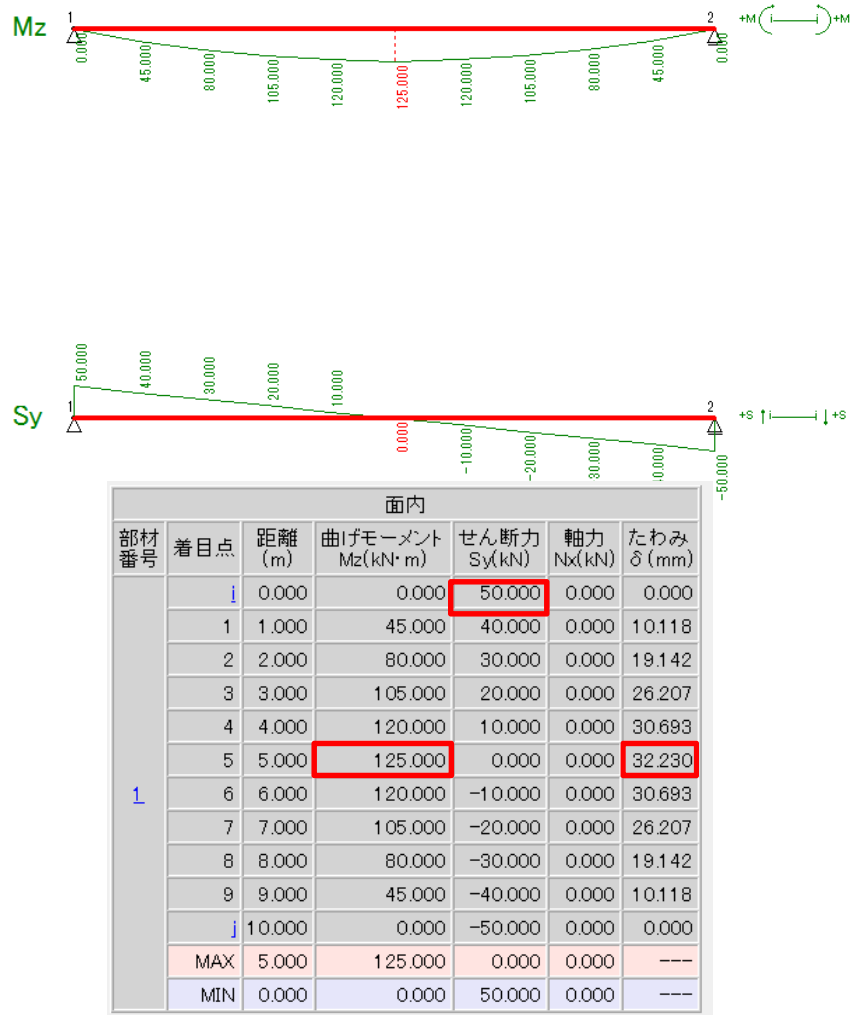 Mz
1
2
+M i i +M
0.000 45.000 80.000 105.000 120.000 125.000 120.000 105.000 80.000 45.000 0.000
50.000 40.000 30.000 20.000 10.000
Sy
1
2
+S i i +S
0.000 -10.000 -20.000 -30.000 -40.000 -50.000
面内
部材番号 着目点 距離(m) 曲げモーメントMz(kN・m) せん断力Sy(kN) 軸力Nx(kN) たわみδ(mm)
i 0.000 0.000 50.000 0.000 0.000
1 1.000 45.000 40.000 0.000 10.118
2 2.000 80.000 30.000 0.000 19.142
3 3.000 105.000 20.000 0.000 26.207
4 4.000 120.000 10.000 0.000 30.693
5 5.000 125.000 0.000 0.000 32.230
1 6 6.000 120.000 -10.000 0.000 30.693
7 7.000 105.000 -20.000 0.000 26.207
8 8.000 80.000 -30.000 0.000 19.142
9 9.000 45.000 -40.000 0.000 10.118
j 10.000 0.000 -50.000 0.000 0.000
MAX 5.000 125.000 0.000 0.000 ---
MIN 0.000 0.000 50.000 0.000 ---